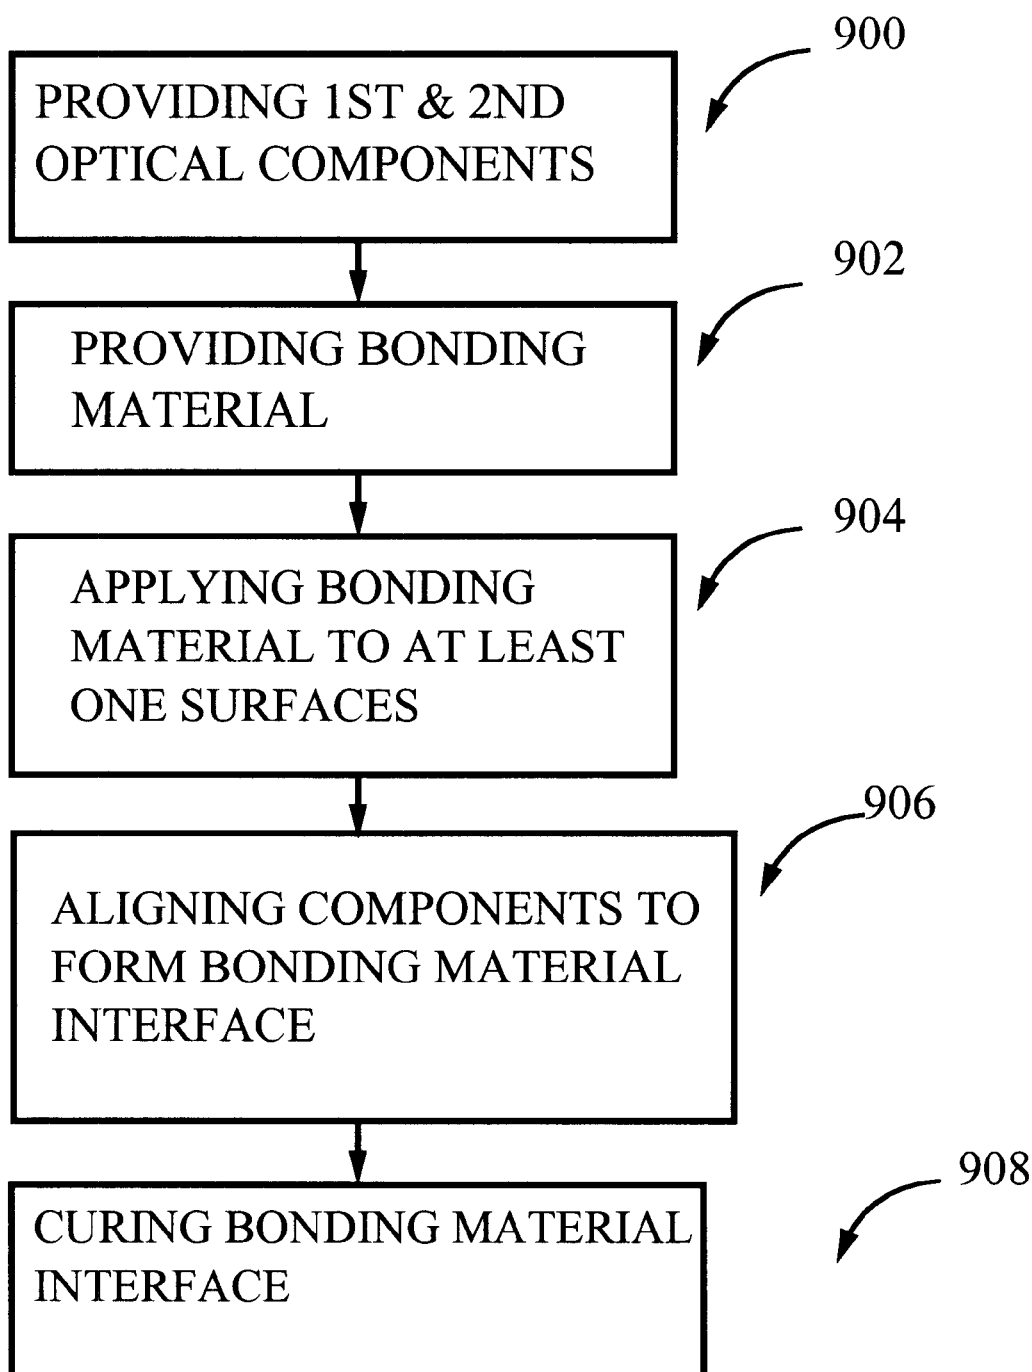 900
PROVIDING 1ST & 2ND
OPTICAL COMPONENTS
902
PROVIDING BONDING
MATERIAL
904
APPLYING BONDING
MATERIAL TO AT LEAST
ONE SURFACES
906
ALIGNING COMPONENTS TO
FORM BONDING MATERIAL
INTERFACE
908
CURING BONDING MATERIAL
INTERFACE